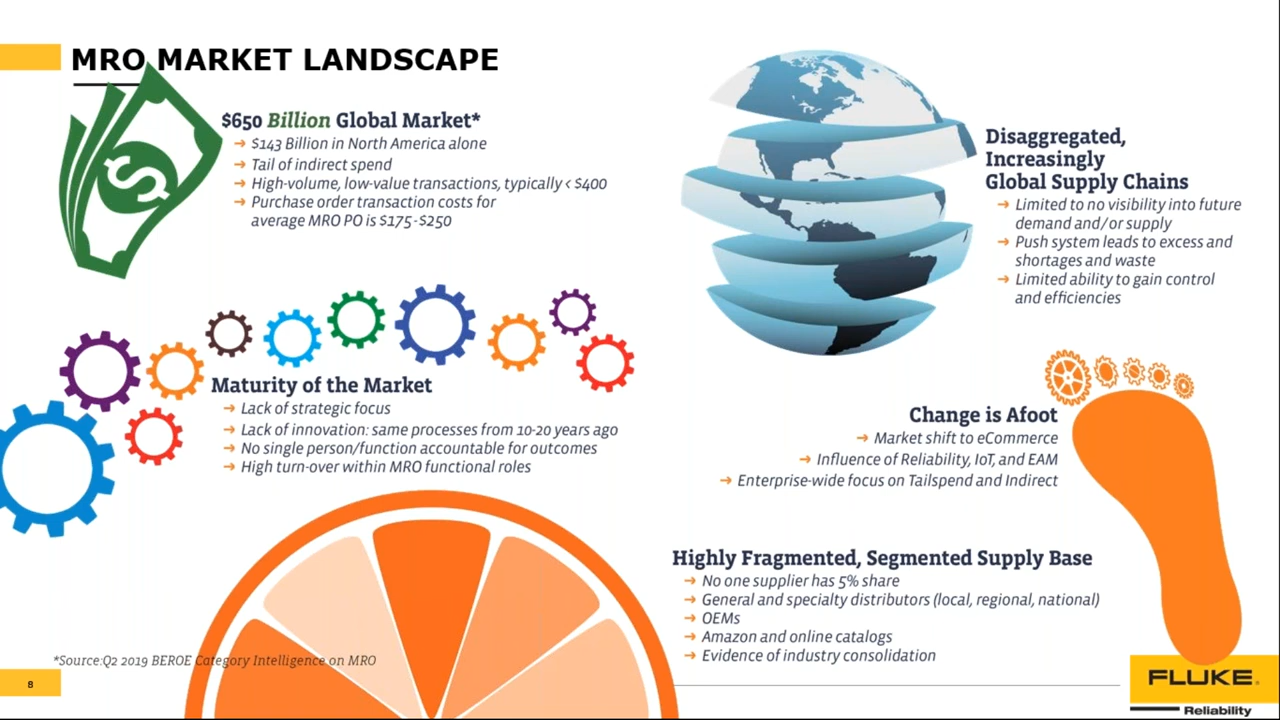 MRO MARKET LANDSCAPE
$650 Billion Global Market*
➔ $143 Billion in North America alone
➔ Tail of indirect spend
➔ High-volume, low-value transactions, typically < $400
➔ Purchase order transaction costs for
average MRO PO is $175-$250
Disaggregated,
Increasingly
Global Supply Chains
➔ Limited to no visibility into future
demand and/or supply
➔ Push system leads to excess and
shortages and waste
➔ Limited ability to gain control
and efficiencies
Maturity of the Market
➔ Lack of strategic focus
➔ Lack of innovation: same processes from 10-20 years ago
➔ No single person/function accountable for outcomes
➔ High turn-over within MRO functional roles
Change is Afoot
➔ Market shift to eCommerce
➔ Influence of Reliability, IoT, and EAM
➔ Enterprise-wide focus on Tailspend and Indirect
Highly Fragmented, Segmented Supply Base
➔ No one supplier has 5% share
➔ General and specialty distributors (local, regional, national)
➔ OEMs
➔ Amazon and online catalogs
➔ Evidence of industry consolidation
*Source:Q2 2019 BEROE Category Intelligence on MRO
8
FLUKE®
Reliability
$